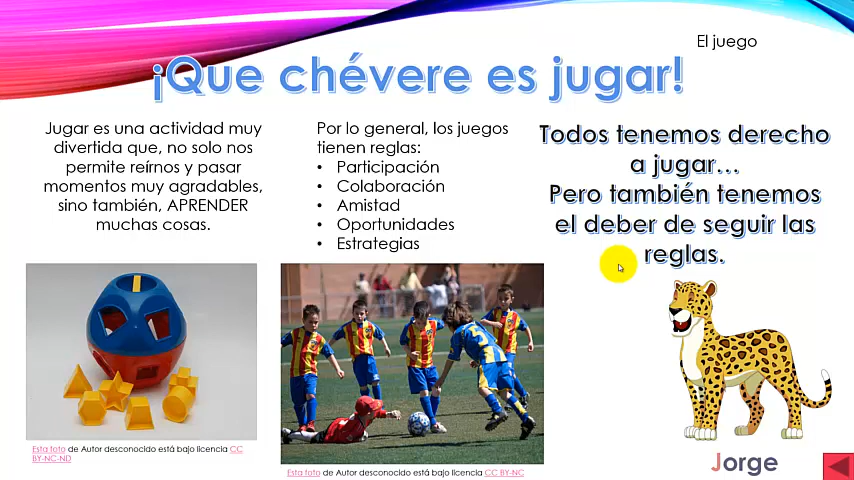 El juego
¡Que chévere es jugar!
Jugar es una actividad muy
divertida que, no solo nos
permite reírnos y pasar
momentos muy agradables,
sino también, APRENDER
muchas cosas.
Por lo general, los juegos
tienen reglas:
• Participación
• Colaboración
• Amistad
• Oportunidades
• Estrategias
Todos tenemos derecho
a jugar...
Pero también tenemos
el deber de seguir las
reglas.
Esta foto de Autor desconocido está bajo licencia CC
BY-NC-ND
Esta foto de Autor desconocido está bajo licencia CC BY-NC
5
Jorge